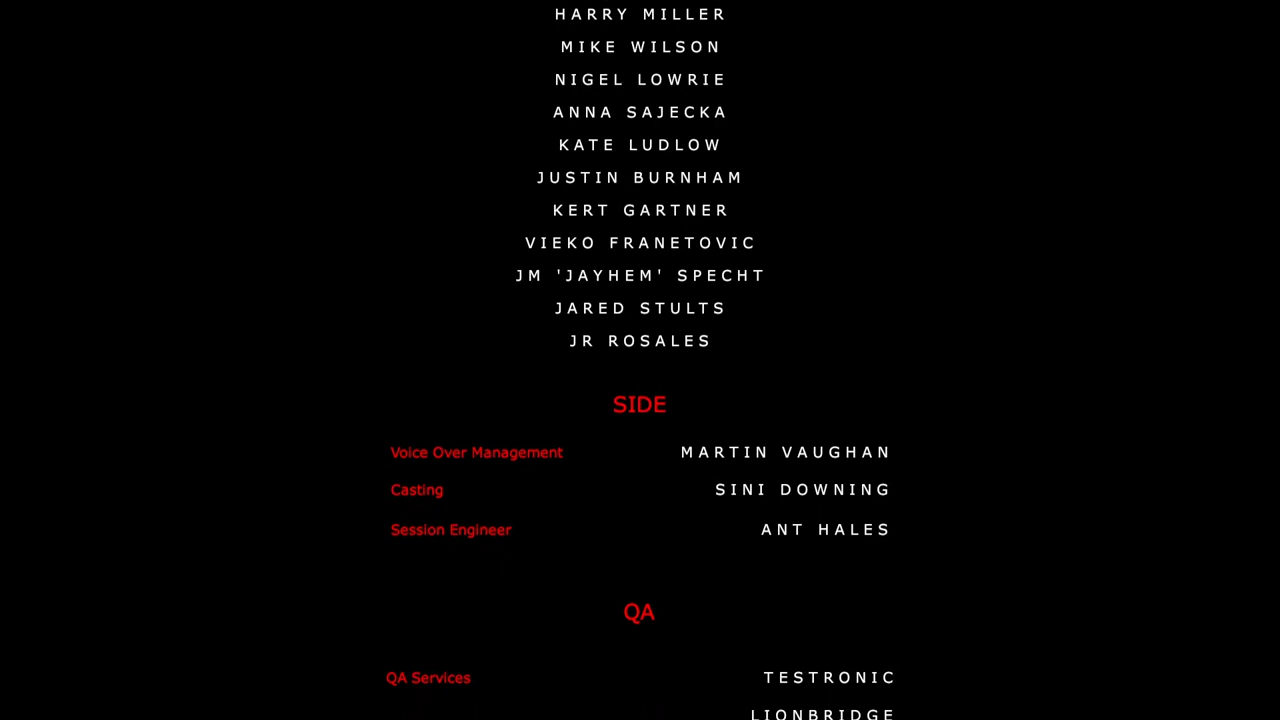 HARRY MILLER
MIKE WILSON
NIGEL LOWRIE
ANNA SAJECKA
KATE LUDLOW
JUSTIN BURNHAM
KERT GARTNER
VIEKO FRANETOVIC
JM 'JAYHEM' SPECHT
JARED STULTS
JR ROSALES
SIDE
Voice Over Management MARTIN VAUGHAN
Casting SINI DOWNING
Session Engineer ANT HALES
QA
QA Services TESTRONIC
LIONBRIDGE